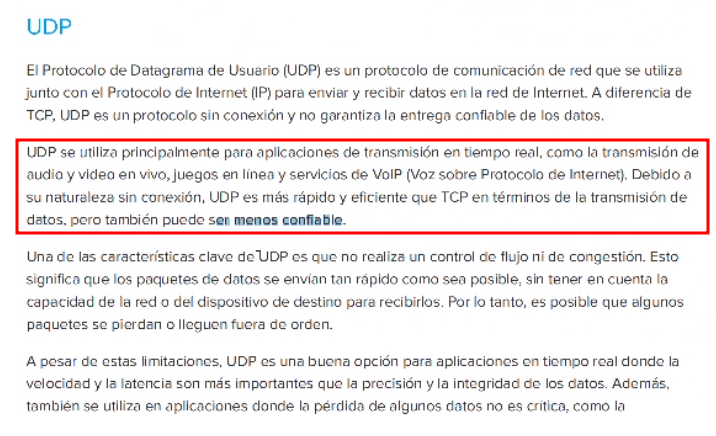 UDP
El Protocolo de Datagrama de Usuario (UDP) es un protocolo de comunicación de red que se utiliza
junto con el Protocolo de Internet (IP) para enviar y recibir datos en la red de Internet. A diferencia de
TCP, UDP es un protocolo sin conexión y no garantiza la entrega confiable de los datos.
UDP se utiliza principalmente para aplicaciones de transmisión en tiempo real, como la transmisión de
audio y video en vivo, juegos en línea y servicios de VoIP (Voz sobre Protocolo de Internet). Debido a
su naturaleza sin conexión, UDP es más rápido y eficiente que TCP en términos de la transmisión de
datos, pero también puede ser menos confiable.
Una de las características clave de UDP es que no realiza un control de flujo ni de congestión. Esto
significa que los paquetes de datos se envían tan rápido como sea posible, sin tener en cuenta la
capacidad de la red o del dispositivo de destino para recibirlos. Por lo tanto, es posible que algunos
paquetes se pierdan o lleguen fuera de orden.
A pesar de estas limitaciones, UDP es una buena opción para aplicaciones en tiempo real donde la
velocidad y la latencia son más importantes que la precisión y la integridad de los datos. Además,
también se utiliza en aplicaciones donde la pérdida de algunos datos no es crítica, como la